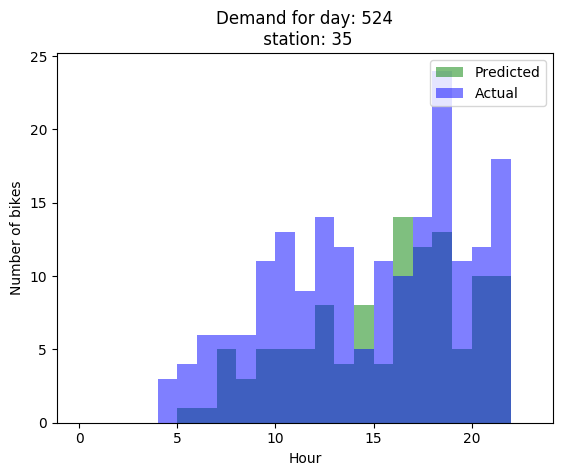 Demand for day: 524
station: 35
25
20
15
10
5
0
Number of bikes
Predicted
Actual
0 5 10 15 20
Hour